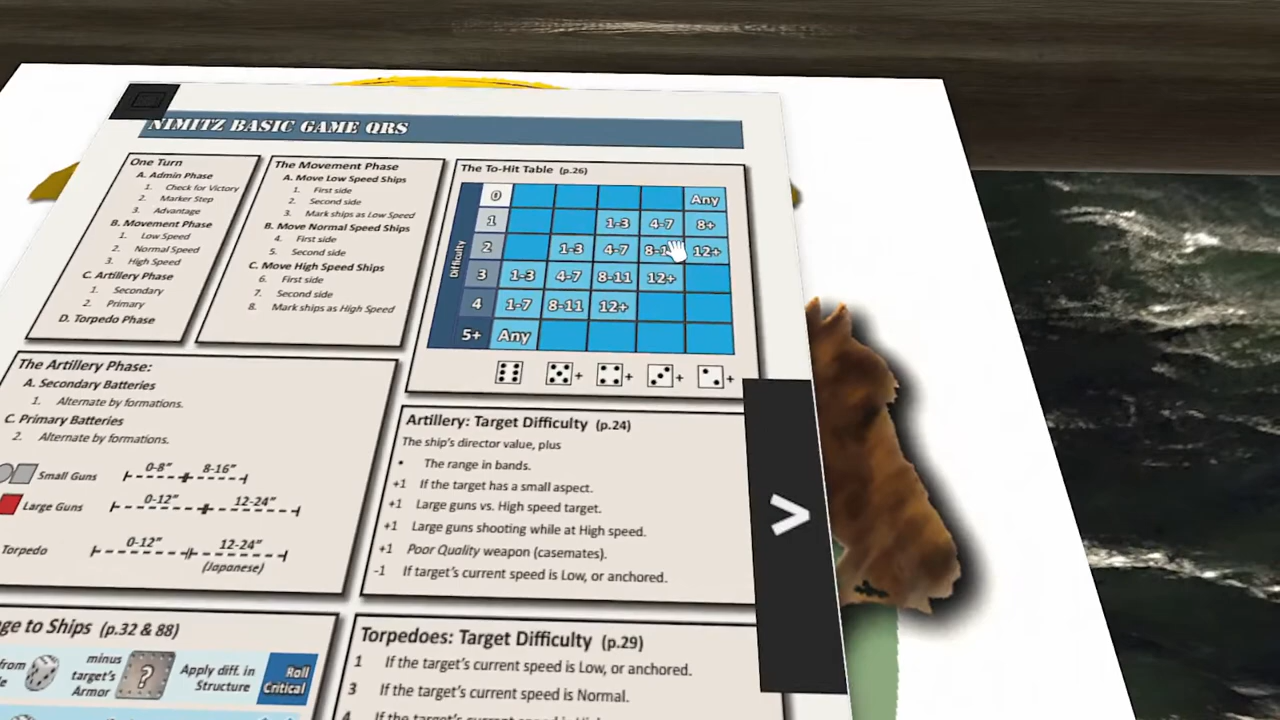 NIMITZ BASIC GAME QRS
One Turn
A. Admin Phase
1. Check for Victory
2. Marker Step
3. Advantage
B. Movement Phase
1. Low Speed
2. Normal Speed
3. High Speed
C. Artillery Phase
1. Secondary
2. Primary
D. Torpedo Phase
The Movement Phase
A. Move Low Speed Ships
1. First side
2. Second side
3. Mark ships as Low Speed
B. Move Normal Speed Ships
4. First side
5. Second side
C. Move High Speed Ships
6. First side
7. Second side
8. Mark ships as High Speed
The To-Hit Table (p.26)
Difficulty
0 Any
1 1-3 4-7 8+
2 1-3 4-7 12+
3 1-3 4-7 8-11 12+
4 1-7 8-11 12+
5+ Any
+ + + +
The Artillery Phase:
A. Secondary Batteries
1. Alternate by formations.
C. Primary Batteries
2. Alternate by formations.
Small Guns 0-8" 8-16"
Large Guns 0-12" 12-24"
Torpedo 0-12" 12-24"
(Japanese)
Artillery: Target Difficulty (p.24)
The ship's director value, plus
• The range in bands.
+1 If the target has a small aspect.
+1 Large guns vs. High speed target.
+1 Large guns shooting while at High speed.
+1 Poor Quality weapon (casemates).
-1 If target's current speed is Low, or anchored.
>
to Ships (p.32 & 88)
from
minus
target's
Armor
?
Apply diff. in
Structure
Roll
Critical
Torpedoes: Target Difficulty (p.29)
1 If the target's current speed is Low, or anchored.
3 If the target's current speed is Normal.
4 If the target's current speed is